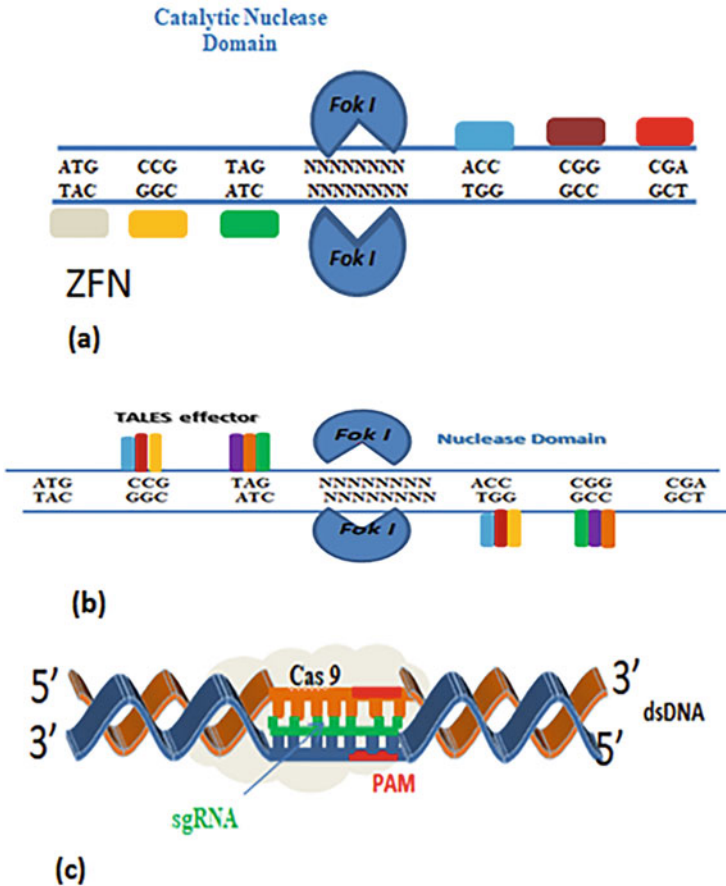 Catalytic Nuclease
Domain
Fok I
ATG CCG TAG NNNNNNNN ACC CGG CGA
TAC GGC ATC NNNNNNNN TGG GCC GCT
Fok I
ZFN
(a)
TALES effector
Fok I
Nuclease Domain
ATG CCG TAG NNNNNNNN ACC CGG CGA
TAC GGC ATC NNNNNNNN TGG GCC GCT
Fok I
(b)
5′ Cas 9 3′
dsDNA
3′ 5′
PAM
sgRNA
(c)